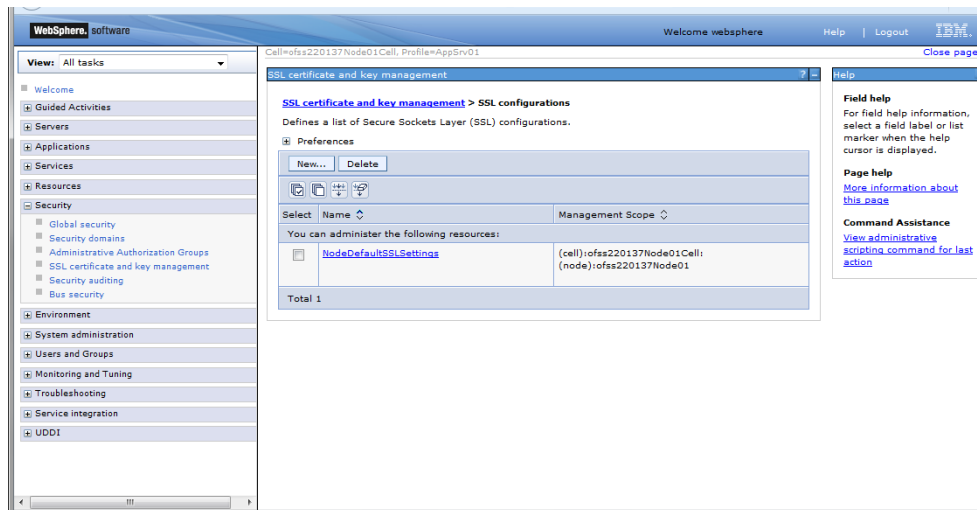 WebSphere. software
Welcome websphere
Help | Logout
IBM.
View: All tasks
Welcome
Guided Activities
Servers
Applications
Services
Resources
Security
Global security
Security domains
Administrative Authorization Groups
SSL certificate and key management
Security auditing
Bus security
Environment
System administration
Users and Groups
Monitoring and Tuning
Troubleshooting
Service integration
UDDI
Cell=ofss220137Node01Cell, Profile=AppSrv01
Close page
SSL certificate and key management
? –
SSL certificate and key management > SSL configurations
Defines a list of Secure Sockets Layer (SSL) configurations.
Preferences
New... Delete
Select Name Management Scope
You can administer the following resources:
NodeDefaultSSLSettings (cell):ofss220137Node01Cell:
(node):ofss220137Node01
Total 1
Help
Field help
For field help information,
select a field label or list
marker when the help
cursor is displayed.
Page help
More information about
this page
Command Assistance
View administrative
scripting command for last
action